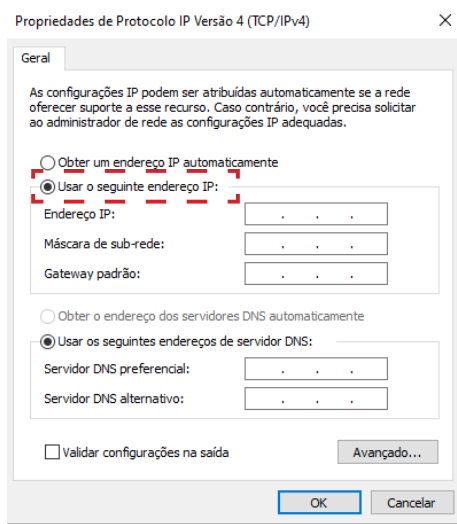 Propriedades de Protocolo IP Versão 4 (TCP/IPv4)
Geral
As configurações IP podem ser atribuídas automaticamente se a rede
oferecer suporte a esse recurso. Caso contrário, você precisa solicitar
ao administrador de rede as configurações IP adequadas.
Obter um endereço IP automaticamente
Usar o seguinte endereço IP:
Endereço IP:
Máscara de sub-rede:
Gateway padrão:
Obter o endereço dos servidores DNS automaticamente
Usar os seguintes endereços de servidor DNS:
Servidor DNS preferencial:
Servidor DNS alternativo:
Validar configurações na saída
Avançado...
OK
Cancelar